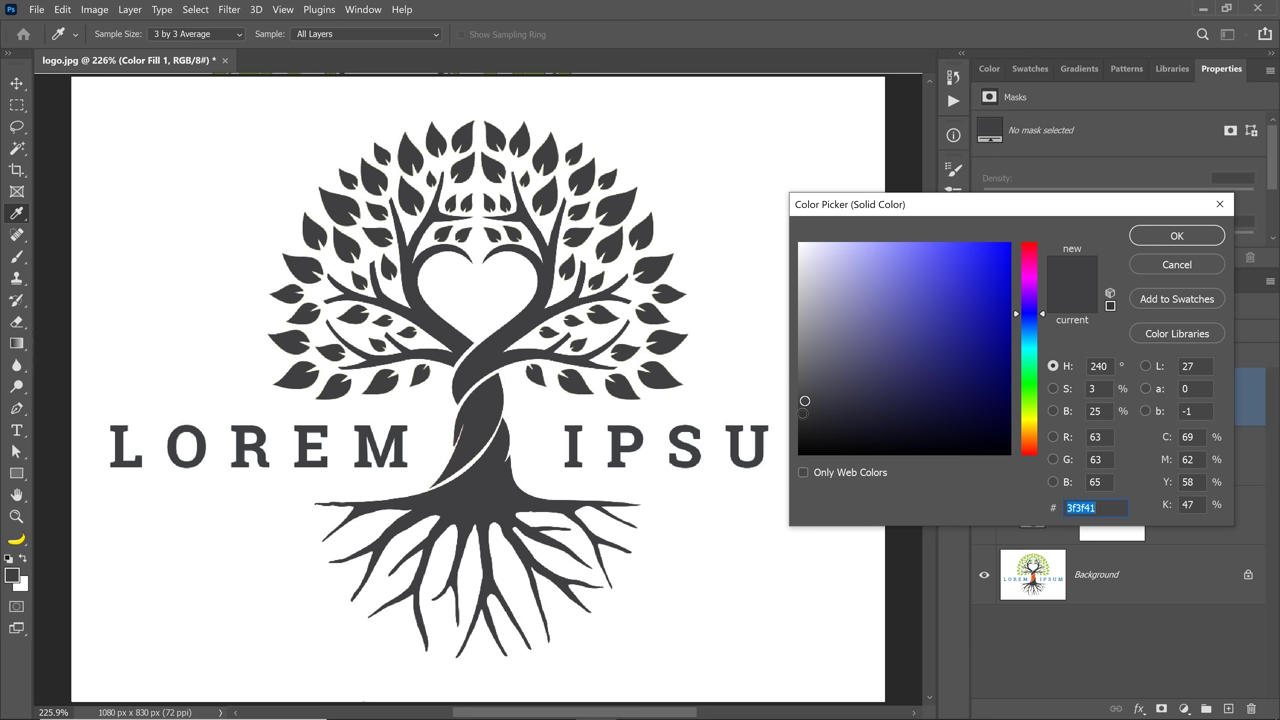 Ps File Edit Image Layer Type Select Filter 3D View Plugins Window Help
Sample Size: 3 by 3 Average Sample: All Layers Show Sampling Ring
logo.jpg @ 226% (Color Fill 1, RGB/8#) * ×
Color Swatches Gradients Patterns Libraries Properties
Masks
No mask selected
Density:
Color Picker (Solid Color)
new
OK
Cancel
current
Add to Swatches
Color Libraries
H: 240 ° L: 27
S: 3 % a: 0
B: 25 % b: -1
R: 63 C: 69 %
G: 63 M: 62 %
B: 65 Y: 58 %
# 3f3f41 K: 47 %
Only Web Colors
LOREM IPSU
LOREM IPSUM
Background
225.9% 1080 px x 830 px (72 ppi)